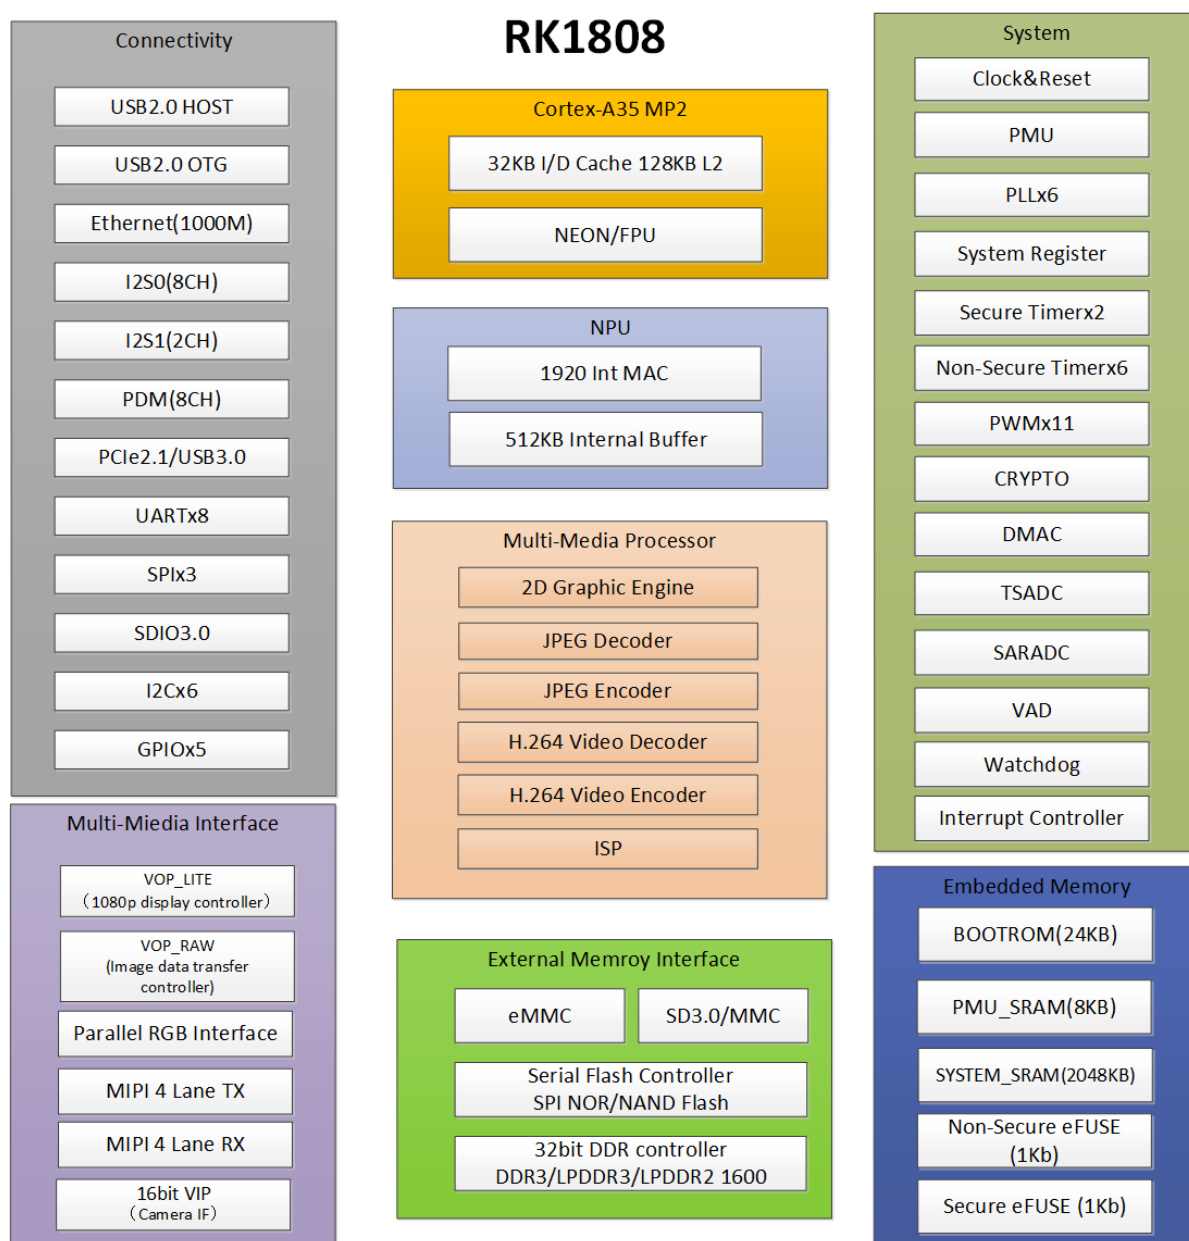 RK1808
Connectivity
USB2.0 HOST
USB2.0 OTG
Ethernet(1000M)
I2S0(8CH)
I2S1(2CH)
PDM(8CH)
PCIe2.1/USB3.0
UARTx8
SPIx3
SDIO3.0
I2Cx6
GPIOx5
Multi-Miedia Interface
VOP_LITE
（1080p display controller）
VOP_RAW
(Image data transfer
controller)
Parallel RGB Interface
MIPI 4 Lane TX
MIPI 4 Lane RX
16bit VIP
（Camera IF）
Cortex-A35 MP2
32KB I/D Cache 128KB L2
NEON/FPU
NPU
1920 Int MAC
512KB Internal Buffer
Multi-Media Processor
2D Graphic Engine
JPEG Decoder
JPEG Encoder
H.264 Video Decoder
H.264 Video Encoder
ISP
External Memroy Interface
eMMC
SD3.0/MMC
Serial Flash Controller
SPI NOR/NAND Flash
32bit DDR controller
DDR3/LPDDR3/LPDDR2 1600
System
Clock&Reset
PMU
PLLx6
System Register
Secure Timerx2
Non-Secure Timerx6
PWMx11
CRYPTO
DMAC
TSADC
SARADC
VAD
Watchdog
Interrupt Controller
Embedded Memory
BOOTROM(24KB)
PMU_SRAM(8KB)
SYSTEM_SRAM(2048KB)
Non-Secure eFUSE
(1Kb)
Secure eFUSE (1Kb)